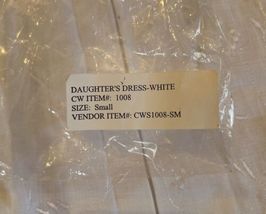 DAUGHTER'S DRESS-WHITE
CW ITEM#: 1008
SIZE: Small
VENDOR ITEM#: CWS1008-SM